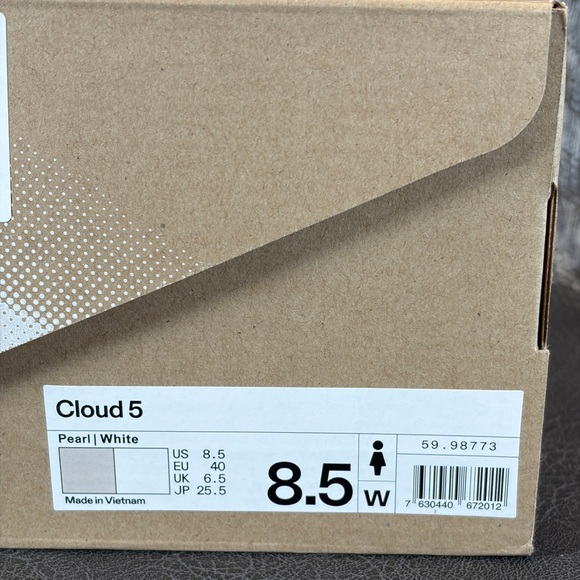 Cloud 5
Pearl | White
US 8.5
EU 40
UK 6.5
JP 25.5
Made in Vietnam
8.5
W
59.98773
7 630440 672012